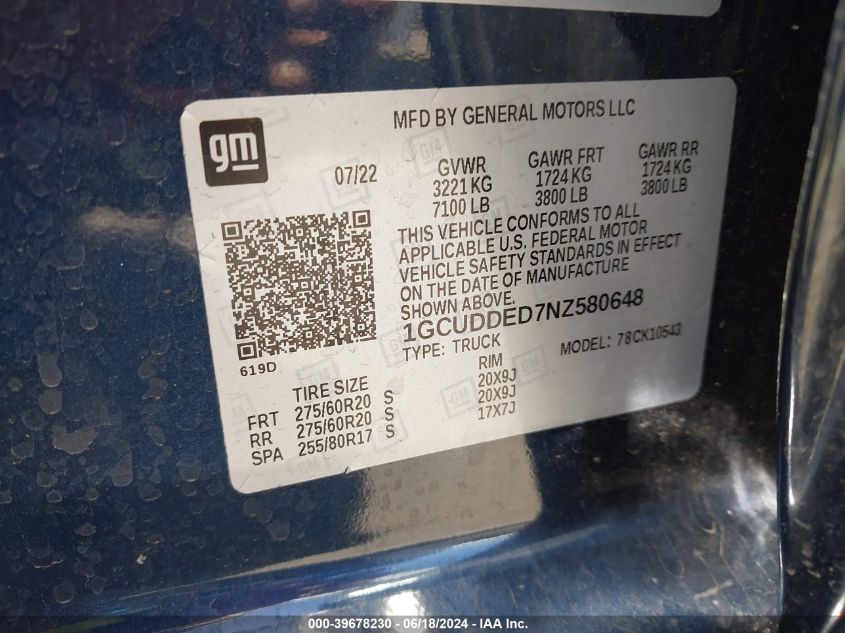 gm
MFD BY GENERAL MOTORS LLC
07/22
GVWR
3221 KG
7100 LB
GAWR FRT
1724 KG
3800 LB
GAWR RR
1724 KG
3800 LB
THIS VEHICLE CONFORMS TO ALL
APPLICABLE U.S. FEDERAL MOTOR
VEHICLE SAFETY STANDARDS IN EFFECT
ON THE DATE OF MANUFACTURE
SHOWN ABOVE.
1GCUDDED7NZ580648
TYPE: TRUCK
MODEL: 78CK10543
619D
TIRE SIZE
RIM
FRT 275/60R20 S 20X9J
RR 275/60R20 S 20X9J
SPA 255/80R17 S 17X7J
000-39678230 - 06/18/2024 - IAA Inc.